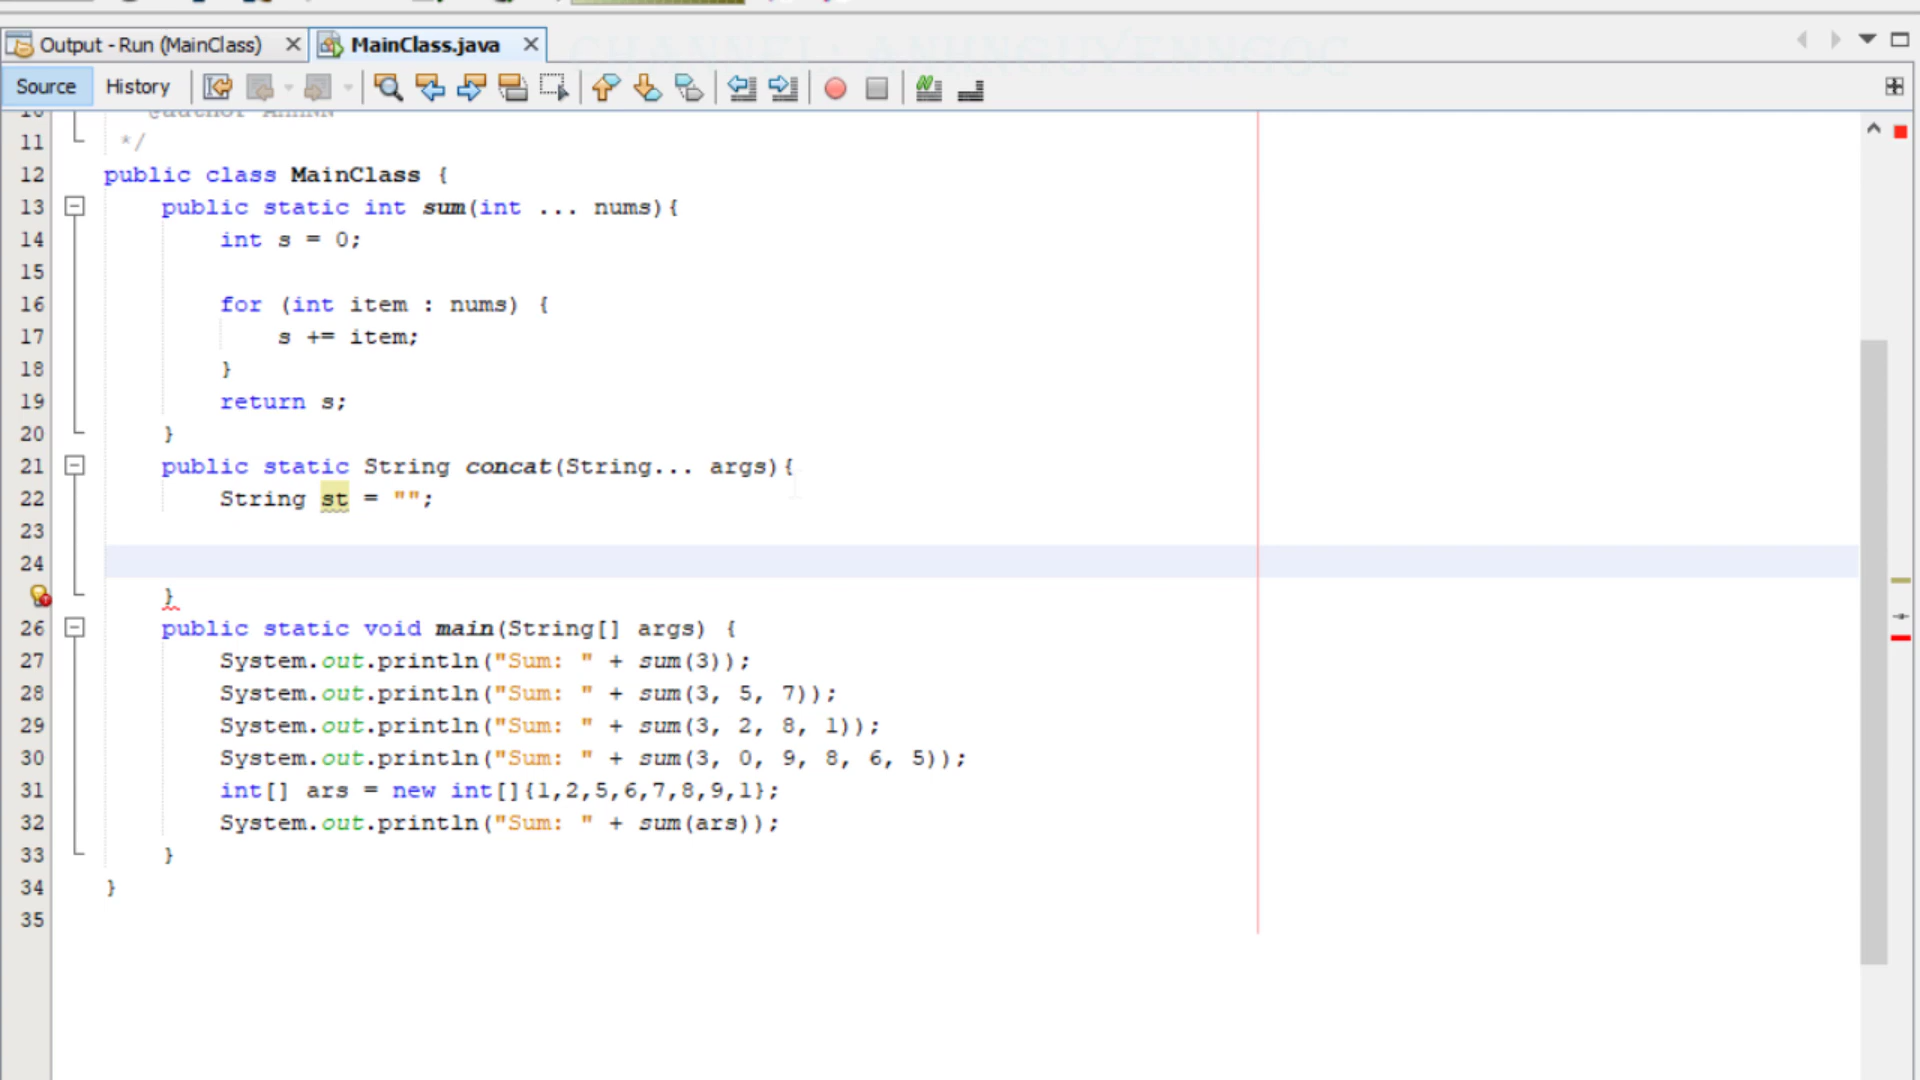 Output - Run (MainClass)
MainClass.java
CHANNEL: ANHNGUYENNGOC
Source
History
10 @author AnhNN
11 */
12 public class MainClass {
13 public static int sum(int ... nums){
14 int s = 0;
15
16 for (int item : nums) {
17 s += item;
18 }
19 return s;
20 }
21 public static String concat(String... args){
22 String st = "";
23
24
}
26 public static void main(String[] args) {
27 System.out.println("Sum: " + sum(3));
28 System.out.println("Sum: " + sum(3, 5, 7));
29 System.out.println("Sum: " + sum(3, 2, 8, 1));
30 System.out.println("Sum: " + sum(3, 0, 9, 8, 6, 5));
31 int[] ars = new int[]{1,2,5,6,7,8,9,1};
32 System.out.println("Sum: " + sum(ars));
33 }
34 }
35